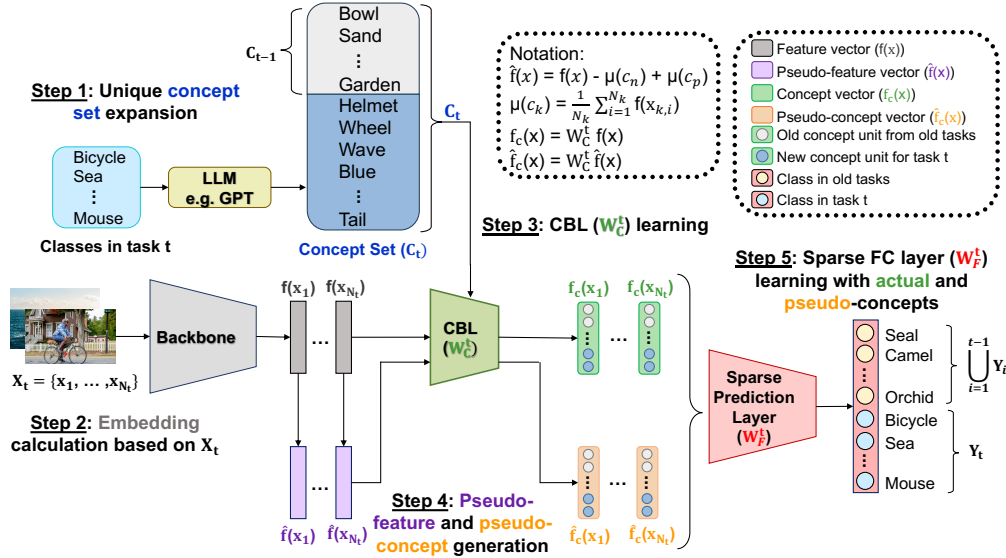 Step 1: Unique concept
set expansion
Bicycle
Sea
⋮
Mouse
Classes in task t
LLM
e.g. GPT
C_{t-1}
Bowl
Sand
⋮
Garden
Helmet
Wheel
Wave
Blue
⋮
Tail
C_t
Concept Set (C_t)
Notation:
f̂(x) = f(x) - μ(c_n) + μ(c_p)
μ(c_k) = \frac{1}{N_k} ∑_{i=1}^{N_k} f(x_{k,i})
f_c(x) = W_C^t f(x)
f̂_c(x) = W_C^t f̂(x)
Feature vector (f(x))
Pseudo-feature vector (f̂(x))
Concept vector (f_c(x))
Pseudo-concept vector (f̂_c(x))
Old concept unit from old tasks
New concept unit for task t
Class in old tasks
Class in task t
Step 3: CBL (W_C^t) learning
Step 5: Sparse FC layer (W_F^t)
learning with actual and
pseudo-concepts
X_t = {x_1, … ,x_{N_t}}
Backbone
f(x_1) f(x_{N_t})
...
CBL
(W_C^t)
f_c(x_1) f_c(x_{N_t})
...
Step 2: Embedding
calculation based on X_t
...
f̂(x_1) f̂(x_{N_t})
Step 4: Pseudo-
feature and pseudo-
concept generation
...
f̂_c(x_1) f̂_c(x_{N_t})
Sparse
Prediction
Layer
(W_F^t)
Seal
Camel
⋮
Orchid
Bicycle
Sea
⋮
Mouse
⋃_{i=1}^{t-1} Y_i
Y_t